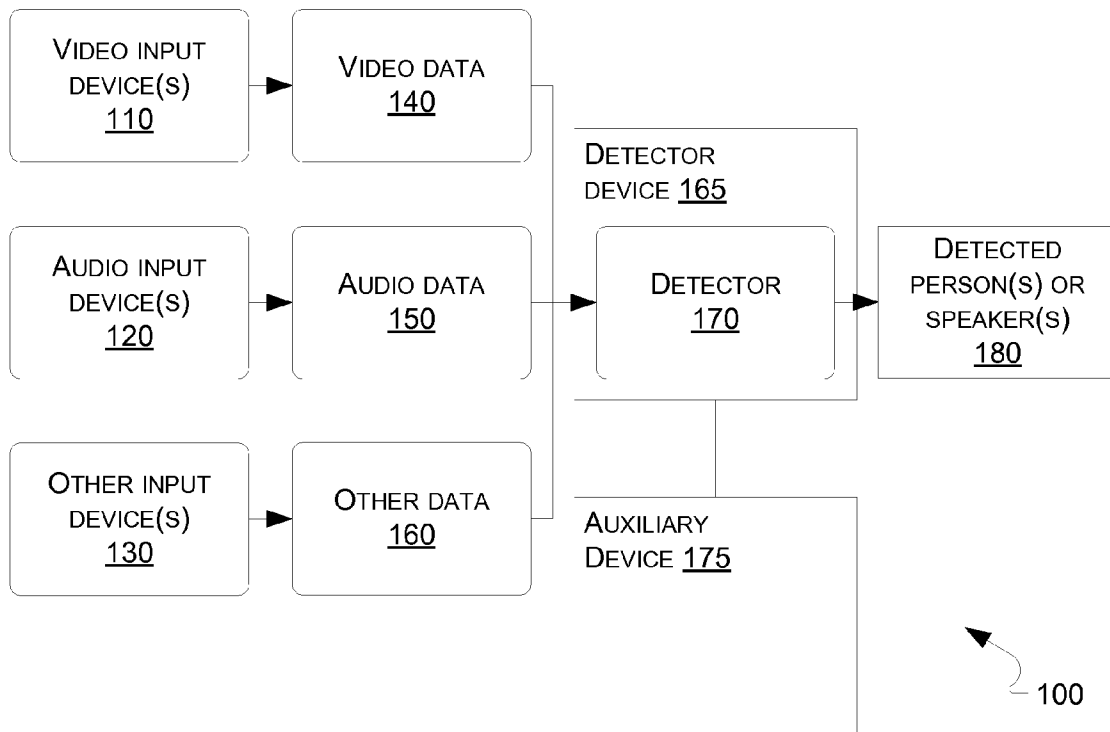 VIDEO INPUT
DEVICE(S)
110
VIDEO DATA
140
DETECTOR
DEVICE 165
AUDIO INPUT
DEVICE(S)
120
AUDIO DATA
150
DETECTOR
170
DETECTED
PERSON(S) OR
SPEAKER(S)
180
OTHER INPUT
DEVICE(S)
130
OTHER DATA
160
AUXILIARY
DEVICE 175
100